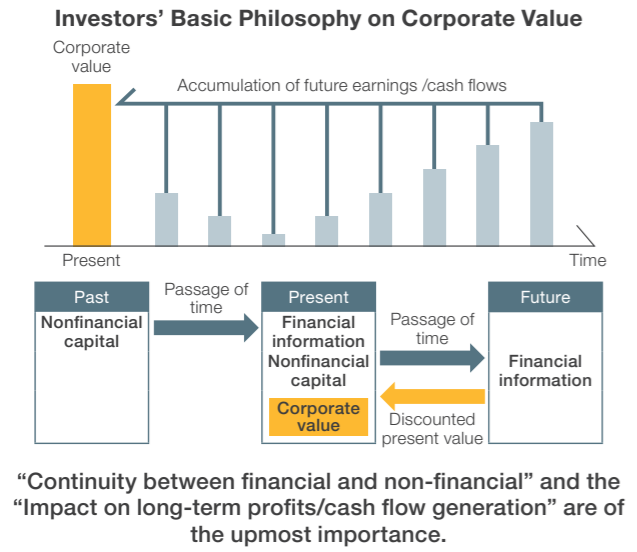 Investors' Basic Philosophy on Corporate Value
Corporate
value
Accumulation of future earnings /cash flows
Present
Time
Past
Nonfinancial
capital
Passage of
time
Present
Financial
information
Nonfinancial
capital
Corporate
value
Passage of
time
Discounted
present value
Future
Financial
information
“Continuity between financial and non-financial” and the
“Impact on long-term profits/cash flow generation” are of
the upmost importance.